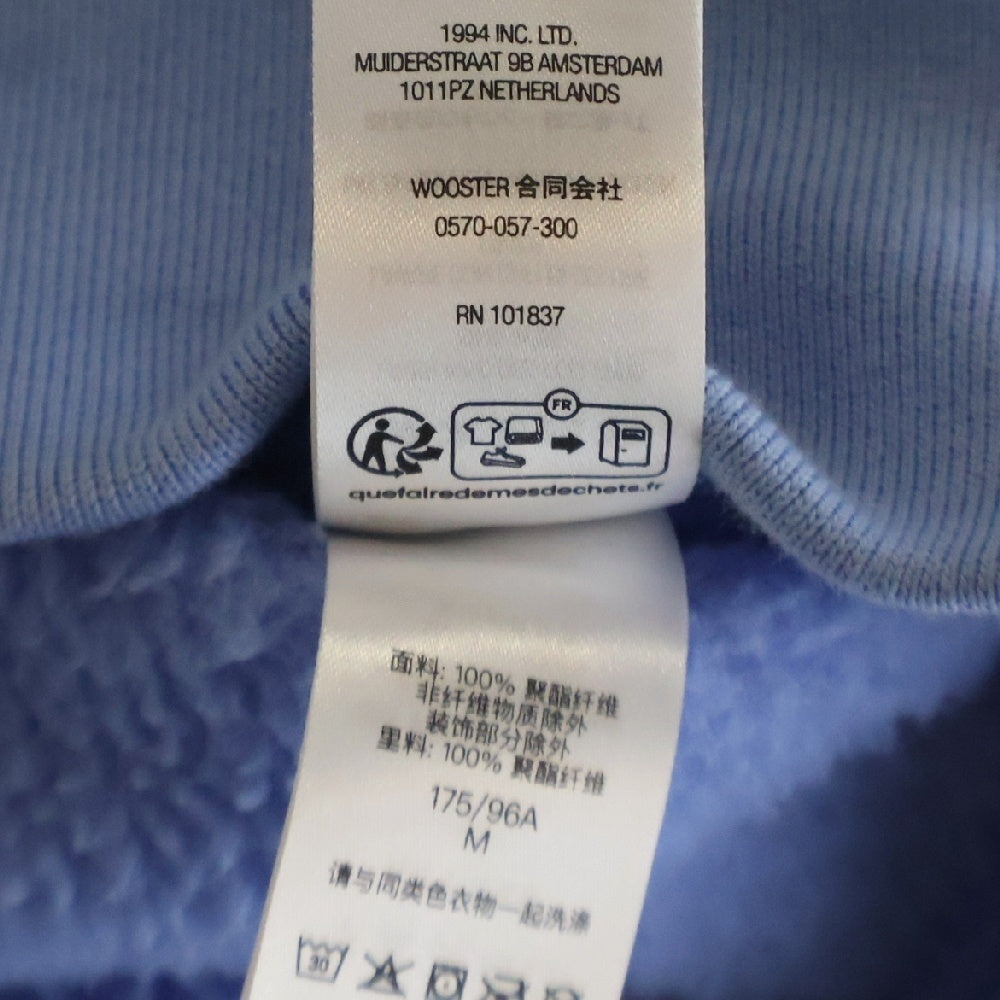 1994 INC. LTD.
MUIDERSTRAAT 9B AMSTERDAM
1011PZ NETHERLANDS
WOOSTER 合同会社
0570-057-300
RN 101837
FR
quefairedemesdechets.fr
面料: 100% 聚酯纤维
非纤维物质除外
装饰部分除外
里料: 100% 聚酯纤维
175/96A
M
请与同类色衣物一起洗涤
30